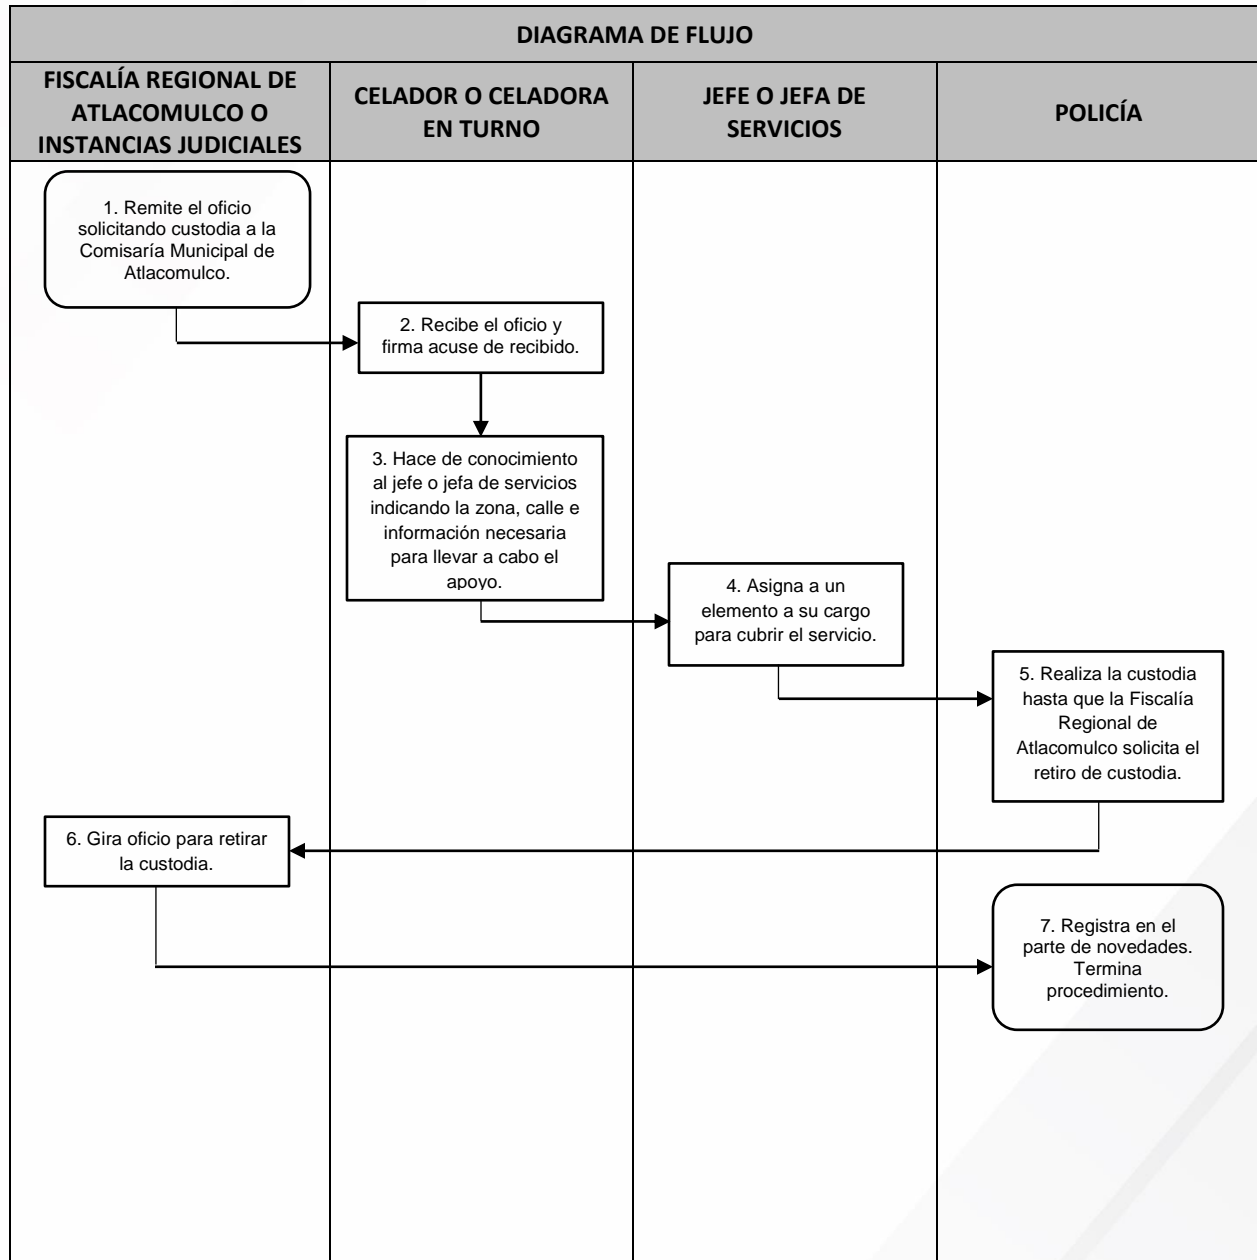 DIAGRAMA DE FLUJO
FISCALÍA REGIONAL DE
ATLACOMULCO O
INSTANCIAS JUDICIALES
CELADOR O CELADORA
EN TURNO
JEFE O JEFA DE
SERVICIOS
POLICÍA
1. Remite el oficio
solicitando custodia a la
Comisaría Municipal de
Atlacomulco.
2. Recibe el oficio y
firma acuse de recibido.
3. Hace de conocimiento
al jefe o jefa de servicios
indicando la zona, calle e
información necesaria
para llevar a cabo el
apoyo.
4. Asigna a un
elemento a su cargo
para cubrir el servicio.
5. Realiza la custodia
hasta que la Fiscalía
Regional de
Atlacomulco solicita el
retiro de custodia.
6. Gira oficio para retirar
la custodia.
7. Registra en el
parte de novedades.
Termina
procedimiento.